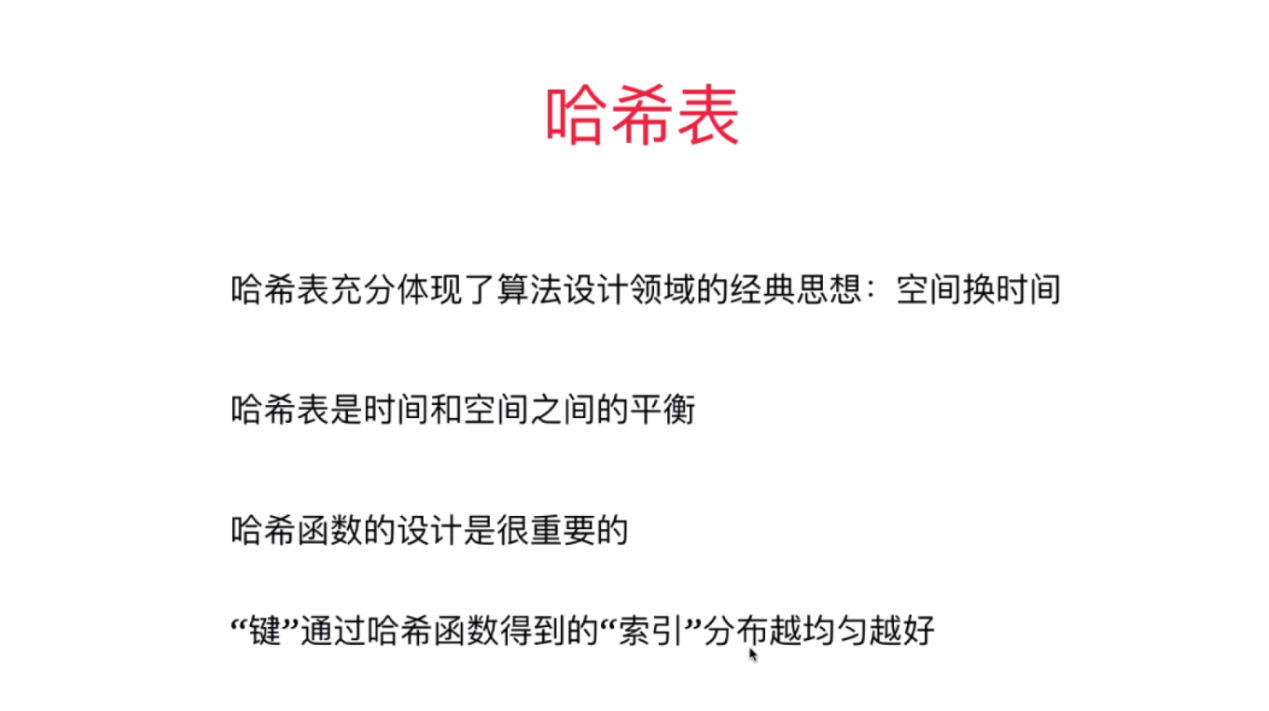 哈希表
哈希表充分体现了算法设计领域的经典思想：空间换时间
哈希表是时间和空间之间的平衡
哈希函数的设计是很重要的
“键”通过哈希函数得到的“索引”分布越均匀越好